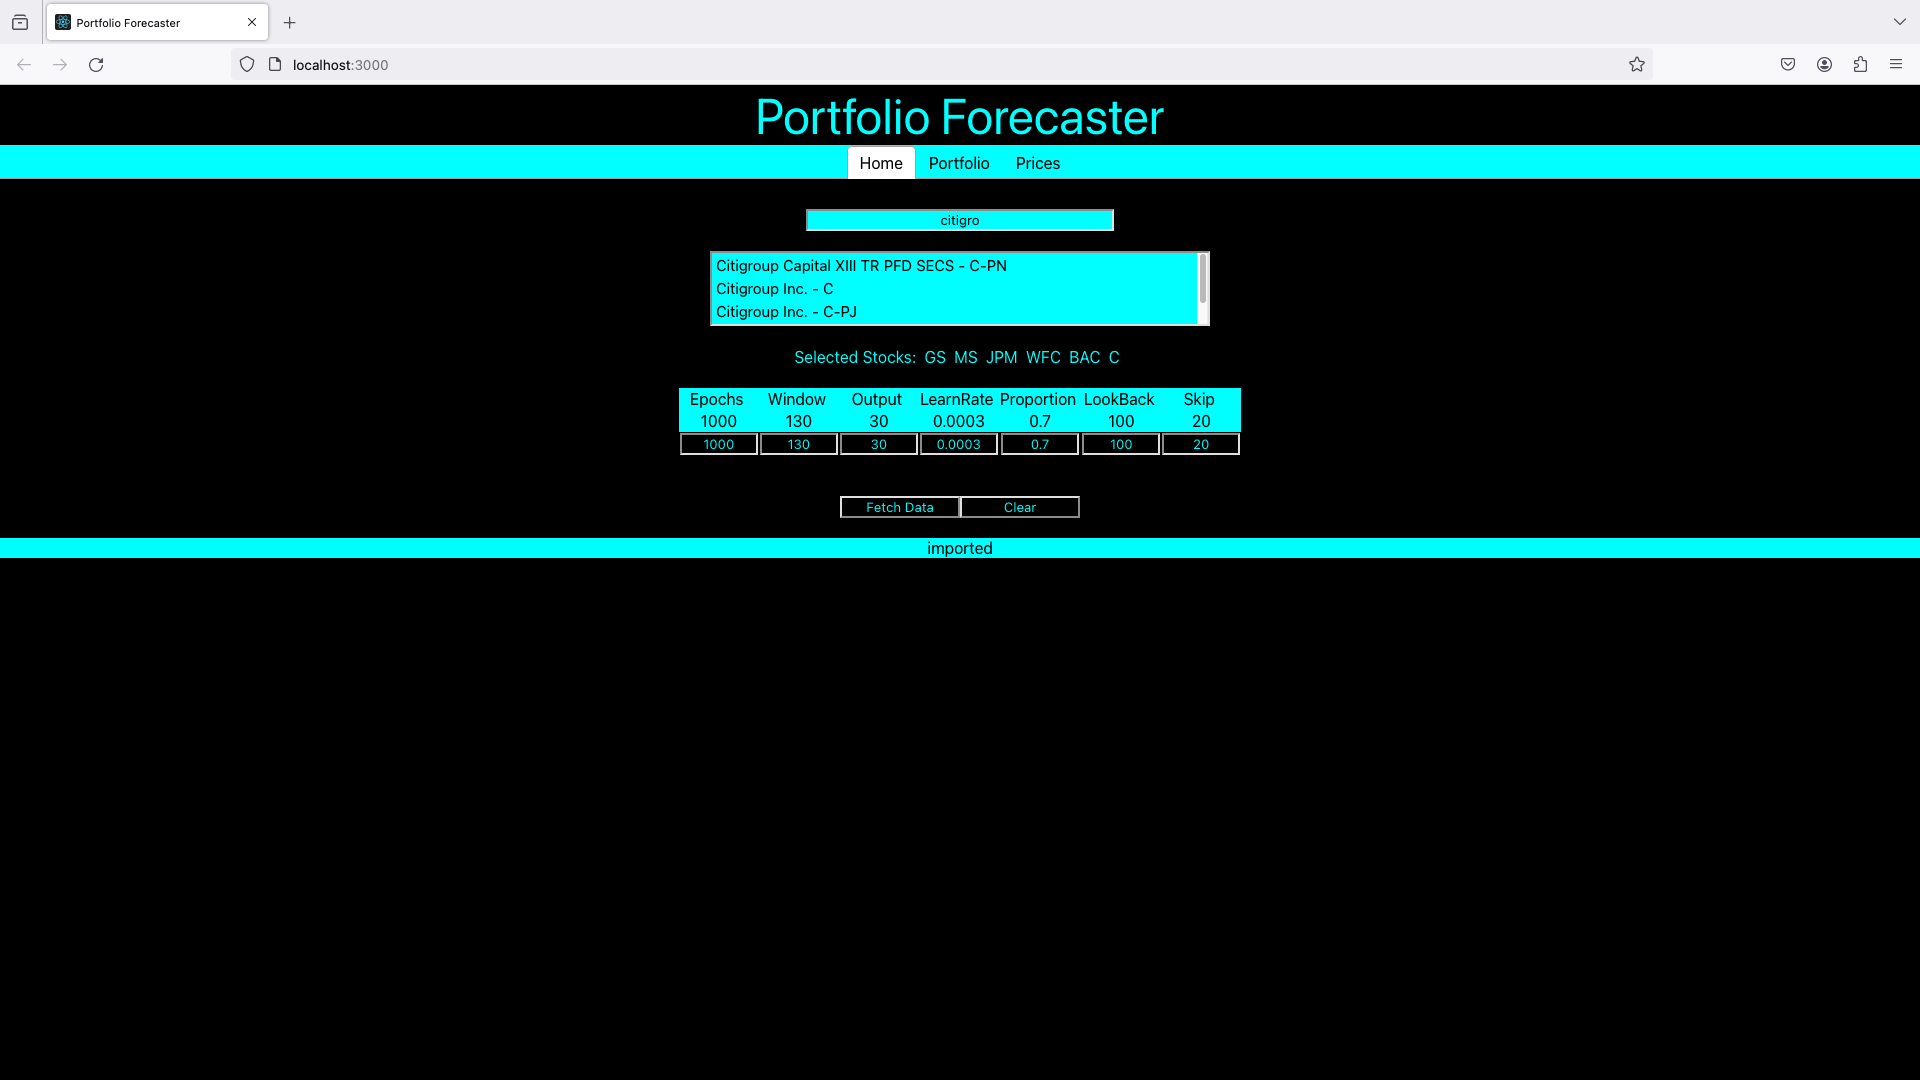 Portfolio Forecaster
localhost:3000
Portfolio Forecaster
Home Portfolio Prices
citigro
Citigroup Capital XIII TR PFD SECS - C-PN
Citigroup Inc. - C
Citigroup Inc. - C-PJ
Selected Stocks: GS MS JPM WFC BAC C
Epochs Window Output LearnRate Proportion LookBack Skip
1000 130 30 0.0003 0.7 100 20
1000 130 30 0.0003 0.7 100 20
Fetch Data Clear
imported